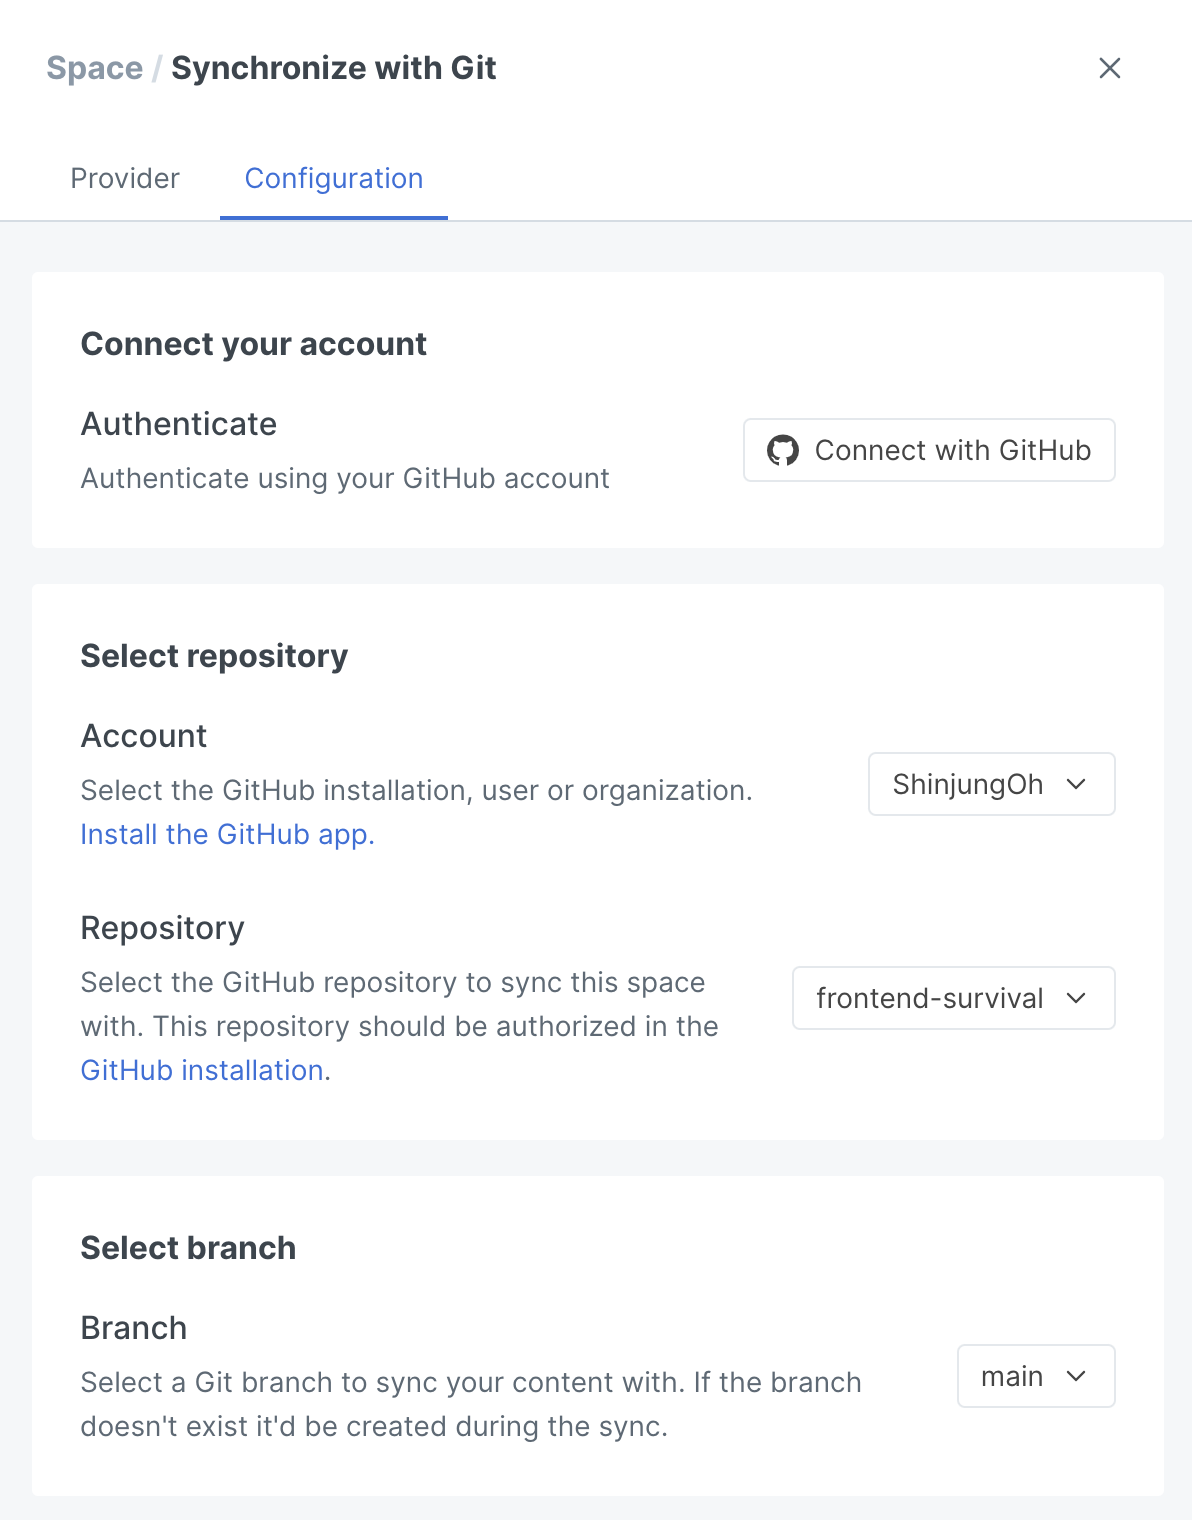 Space / Synchronize with Git
Provider
Configuration
Connect your account
Authenticate
Authenticate using your GitHub account
Connect with GitHub
Select repository
Account
Select the GitHub installation, user or organization.
Install the GitHub app.
ShinjungOh
Repository
Select the GitHub repository to sync this space
with. This repository should be authorized in the
GitHub installation.
frontend-survival
Select branch
Branch
Select a Git branch to sync your content with. If the branch
doesn't exist it'd be created during the sync.
main